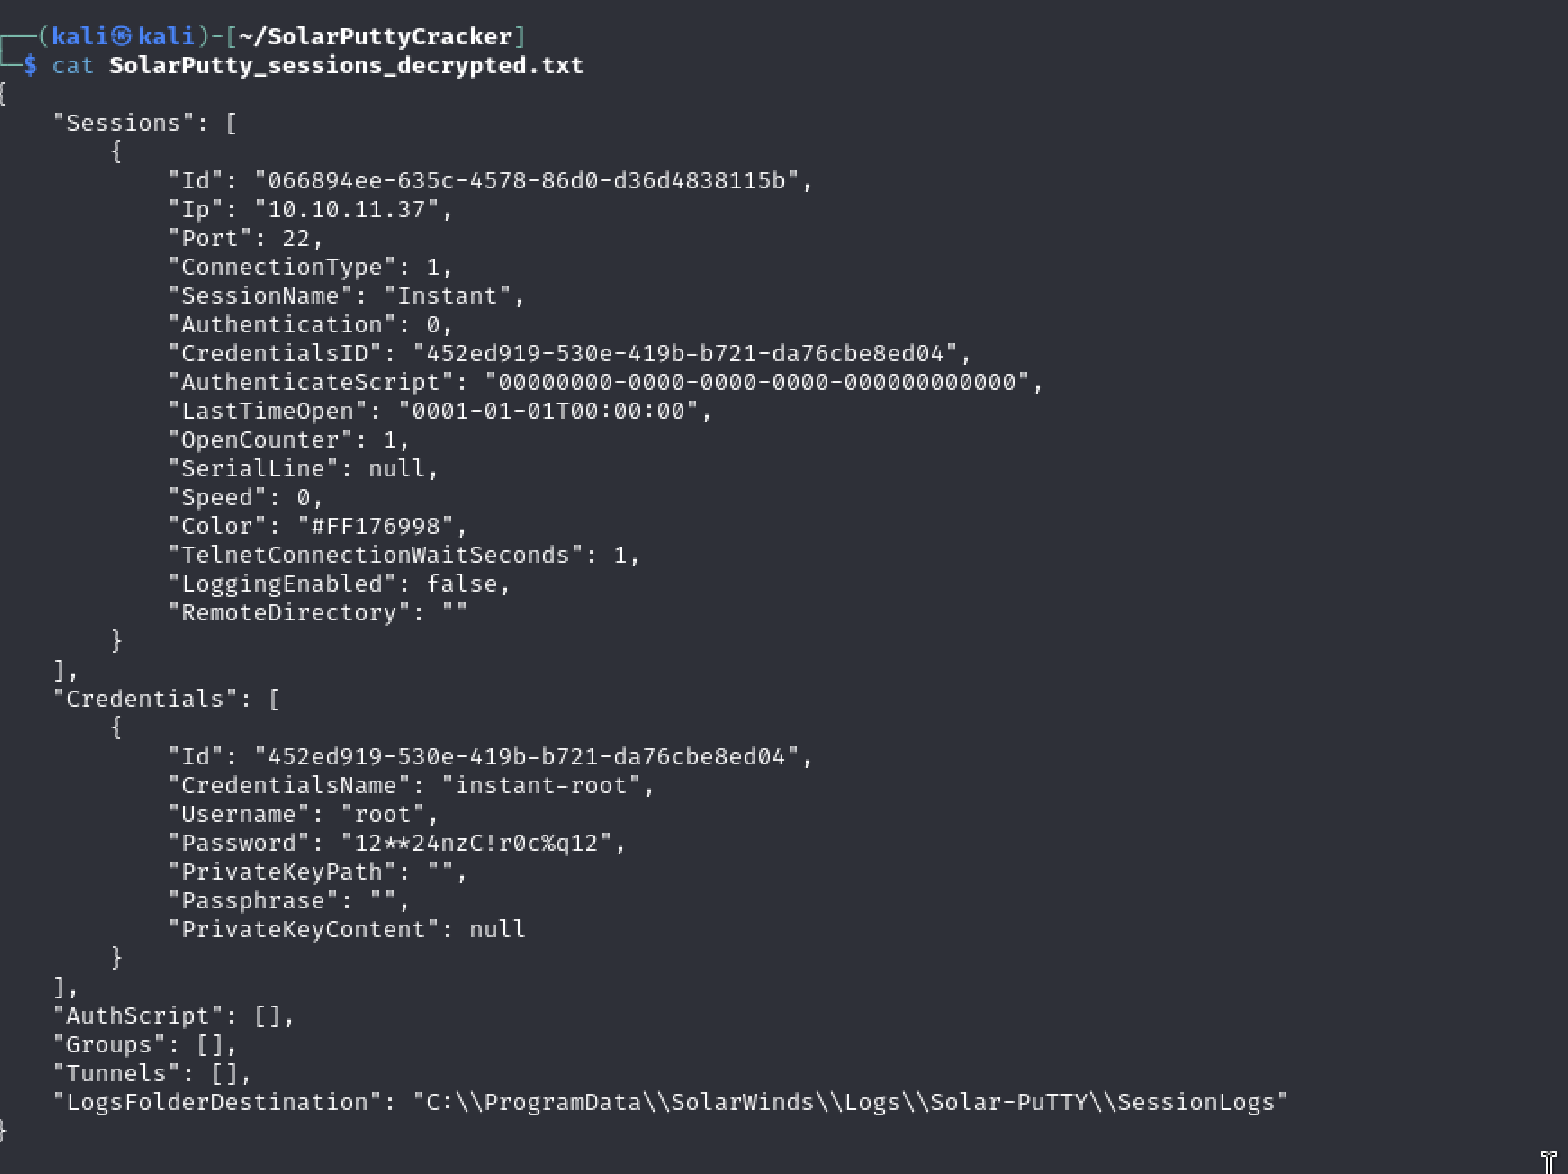 ┌──(kali㉿kali)-[~/SolarPuttyCracker]
└─$ cat SolarPutty_sessions_decrypted.txt
{
    "Sessions": [
        {
            "Id": "066894ee-635c-4578-86d0-d36d4838115b",
            "Ip": "10.10.11.37",
            "Port": 22,
            "ConnectionType": 1,
            "SessionName": "Instant",
            "Authentication": 0,
            "CredentialsID": "452ed919-530e-419b-b721-da76cbe8ed04",
            "AuthenticateScript": "00000000-0000-0000-0000-000000000000",
            "LastTimeOpen": "0001-01-01T00:00:00",
            "OpenCounter": 1,
            "SerialLine": null,
            "Speed": 0,
            "Color": "#FF176998",
            "TelnetConnectionWaitSeconds": 1,
            "LoggingEnabled": false,
            "RemoteDirectory": ""
        }
    ],
    "Credentials": [
        {
            "Id": "452ed919-530e-419b-b721-da76cbe8ed04",
            "CredentialsName": "instant-root",
            "Username": "root",
            "Password": "12**24nzC!r0c%q12",
            "PrivateKeyPath": "",
            "Passphrase": "",
            "PrivateKeyContent": null
        }
    ],
    "AuthScript": [],
    "Groups": [],
    "Tunnels": [],
    "LogsFolderDestination": "C:\\ProgramData\\SolarWinds\\Logs\\Solar-PuTTY\\SessionLogs"
}